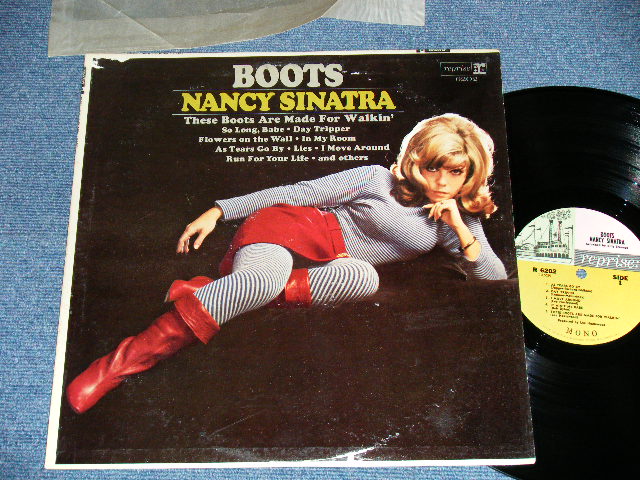 BOOTS
NANCY SINATRA
These Boots Are Made For Walkin'
So Long, Babe • Day Tripper
Flowers on the Wall • In My Room
As Tears Go By • Lies • I Move Around
Run For Your Life • and others
reprise
6202
BOOTS
NANCY SINATRA
reprise:
R 6202
SIDE
1
MONO